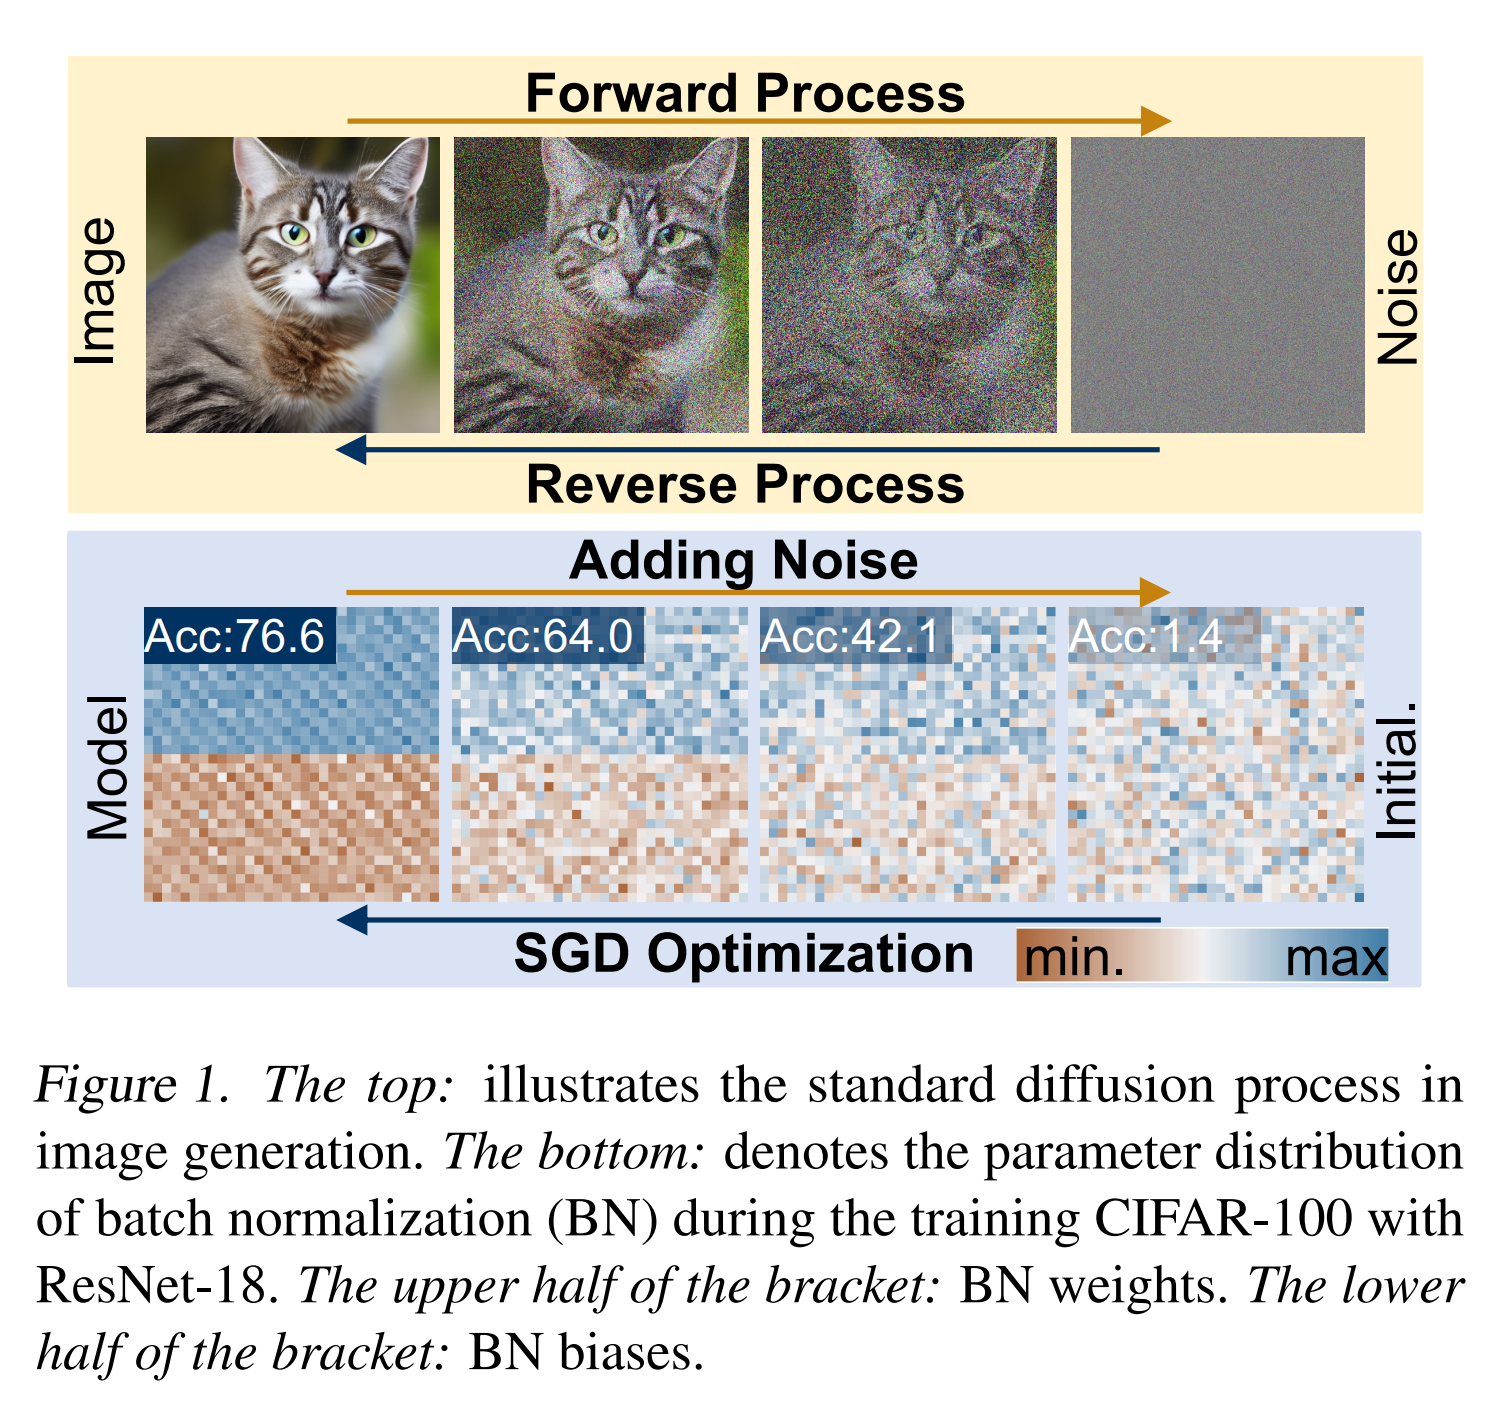 Forward Process
Image
Noise
Reverse Process
Adding Noise
Acc:76.6
Acc:64.0
Acc:42.1
Acc:1.4
Model
Initial.
SGD Optimization
min.
max
Figure 1. The top: illustrates the standard diffusion process in
image generation. The bottom: denotes the parameter distribution
of batch normalization (BN) during the training CIFAR-100 with
ResNet-18. The upper half of the bracket: BN weights. The lower
half of the bracket: BN biases.